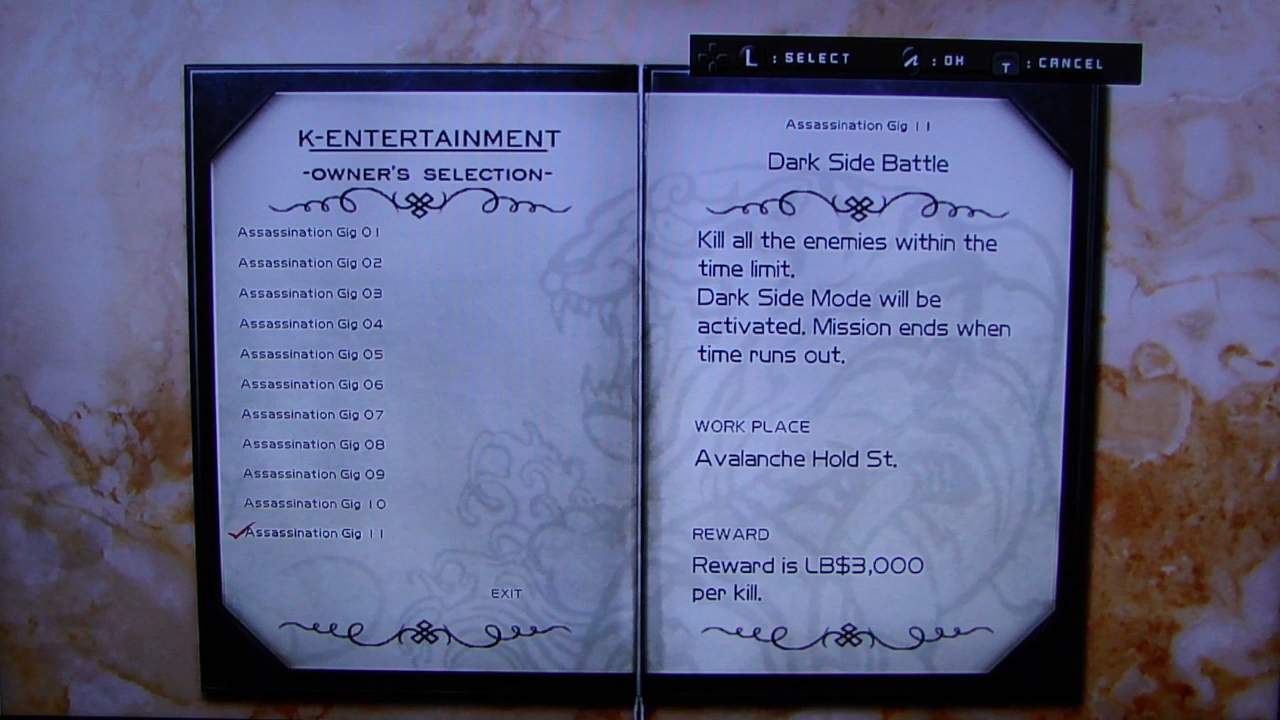 L : SELECT
: OK
T : CANCEL
K-ENTERTAINMENT
-OWNER'S SELECTION-
Assassination Gig 01
Assassination Gig 02
Assassination Gig 03
Assassination Gig 04
Assassination Gig 05
Assassination Gig 06
Assassination Gig 07
Assassination Gig 08
Assassination Gig 09
Assassination Gig 10
Assassination Gig 11
EXIT
Assassination Gig 11
Dark Side Battle
Kill all the enemies within the
time limit.
Dark Side Mode will be
activated. Mission ends when
time runs out.
WORK PLACE
Avalanche Hold St.
REWARD
Reward is LB$3,000
per kill.